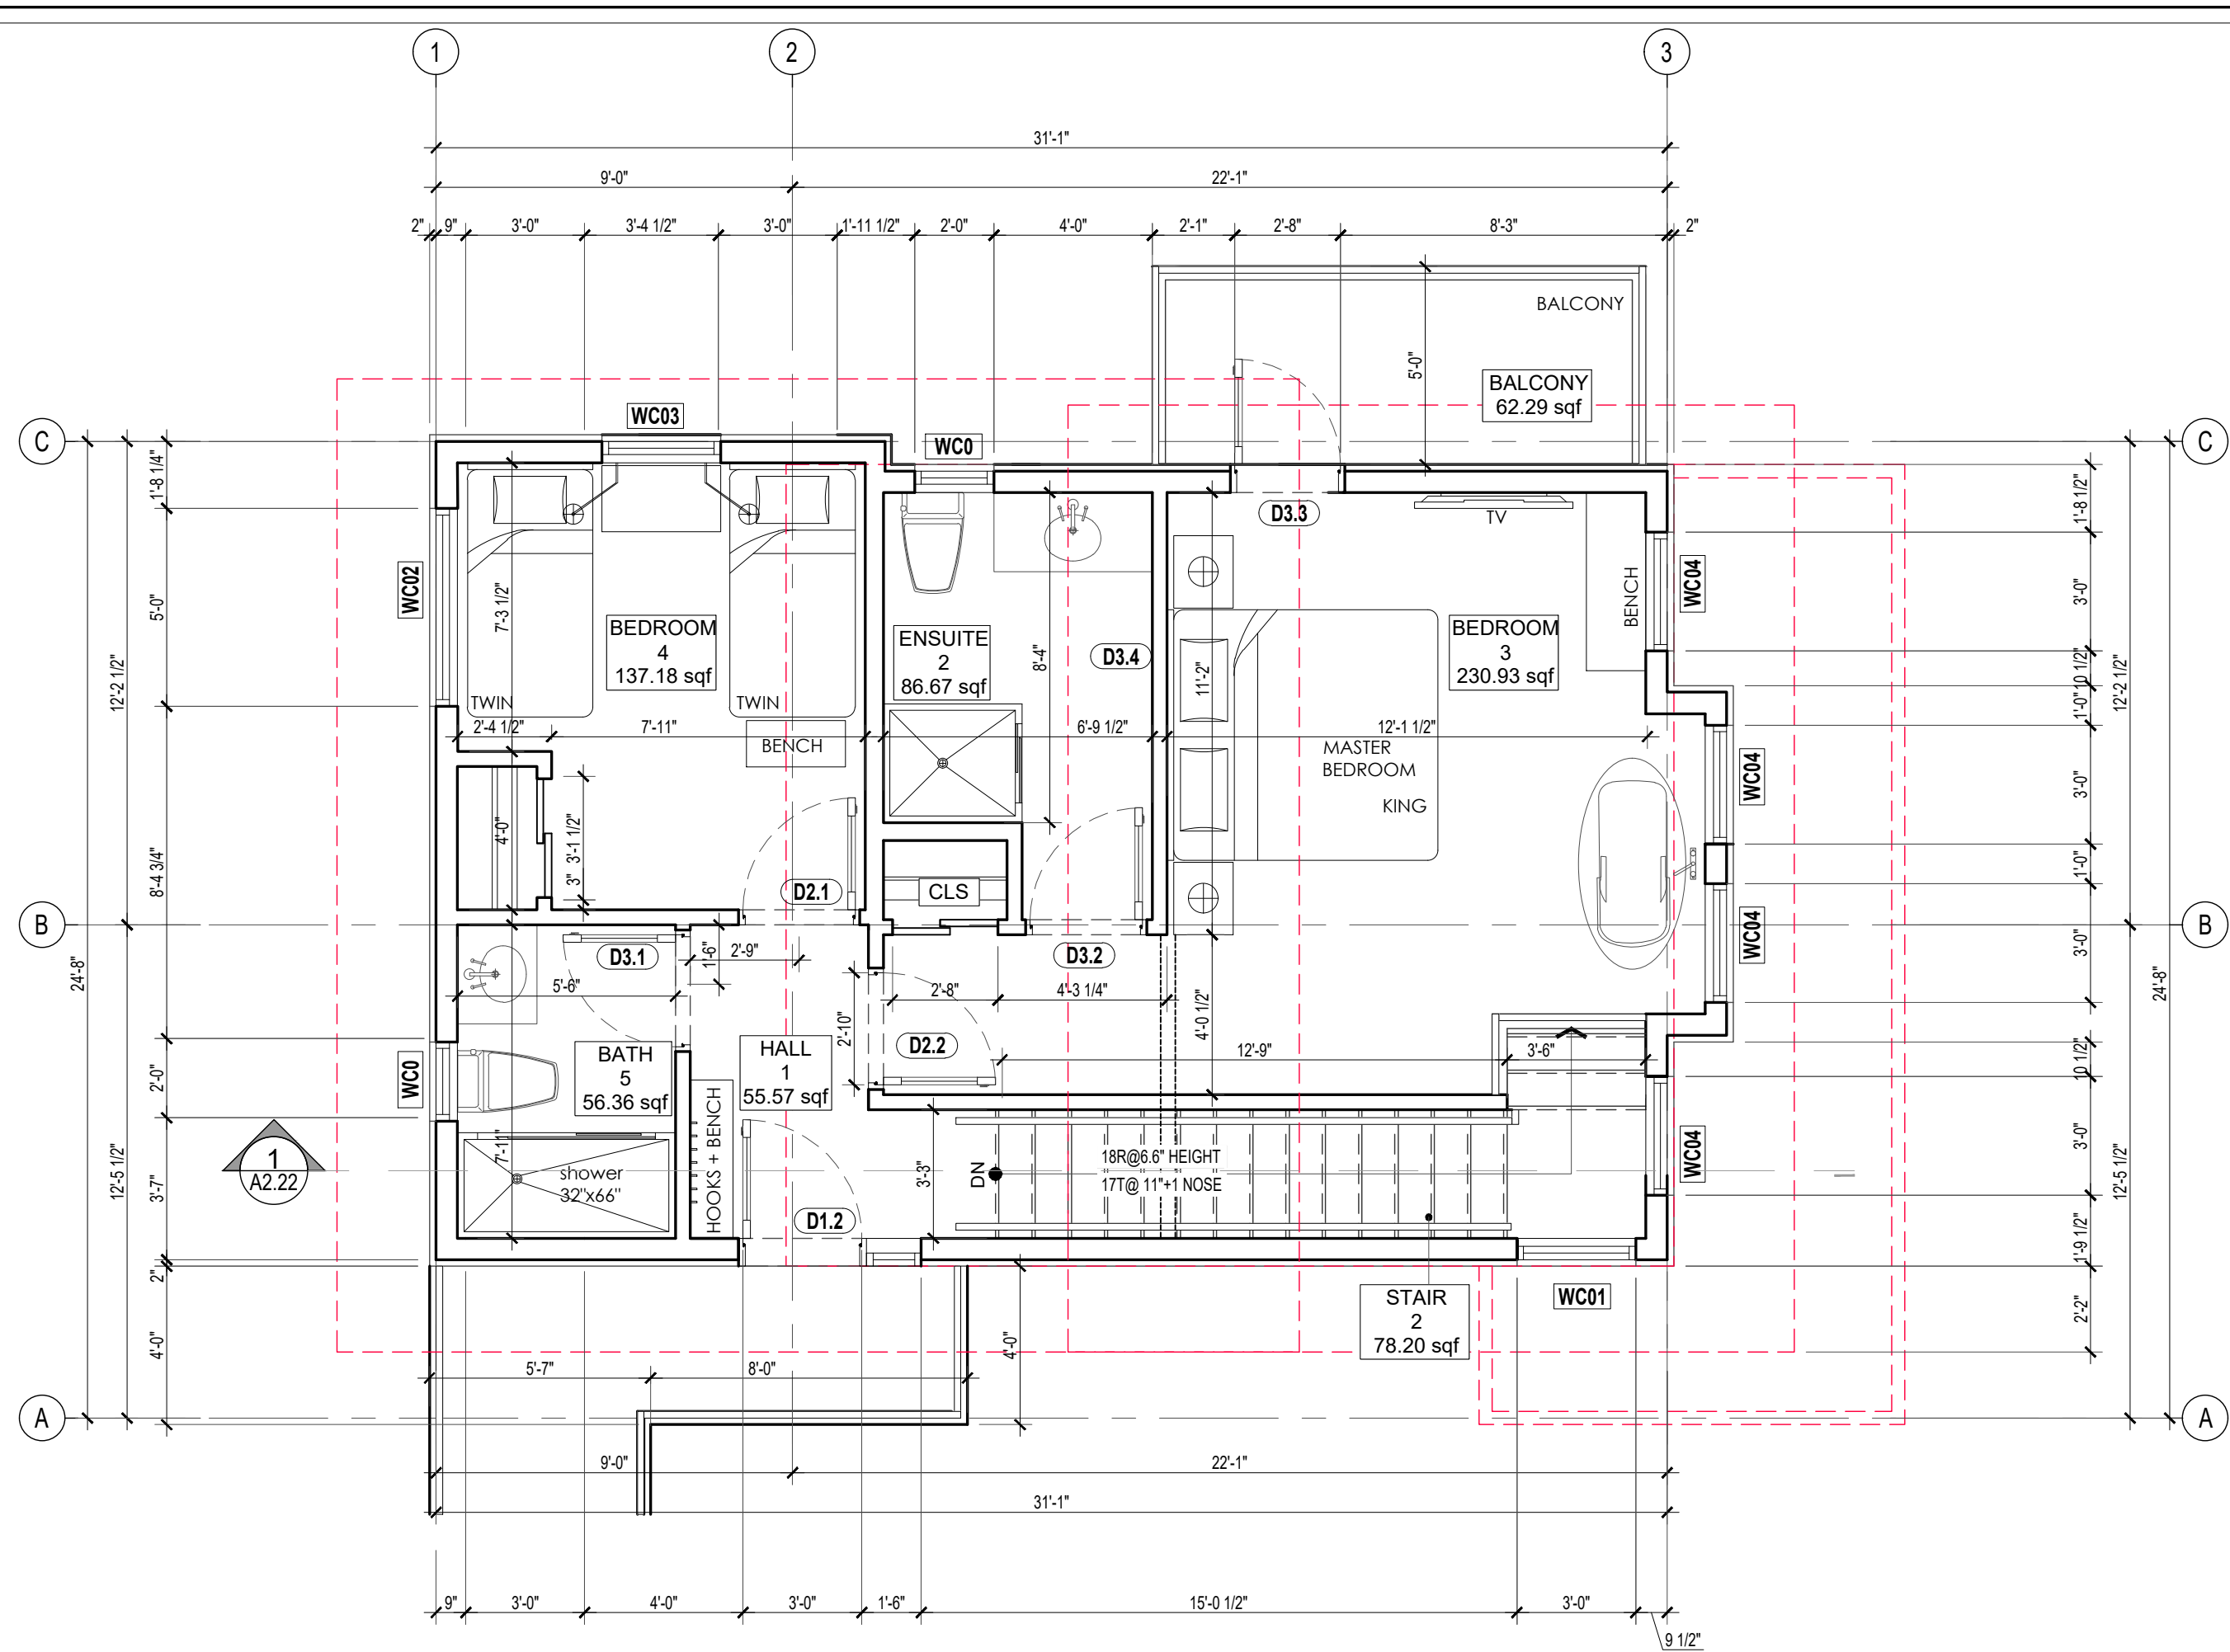 1
2
3
31'-1"
9'-0"
22'-1"
2"
9"
3'-0"
3'-4 1/2"
3'-0"
1'-11 1/2"
2'-0"
4'-0"
2'-1"
2'-8"
8'-3"
2"
BALCONY
5'-0"
BALCONY
62.29 sqf
WC03
WC0
C
C
1'-8 1/4"
1'-8 1/2"
D3.3
TV
WC02
WC04
BENCH
5'-0"
3'-0"
7'-3 1/2"
BEDROOM
4
137.18 sqf
ENSUITE
2
86.67 sqf
8'-4"
D3.4
11'-2"
BEDROOM
3
230.93 sqf
12'-2 1/2"
12'-2 1/2"
10 1/2"
1'-0"
TWIN
TWIN
2'-4 1/2"
7'-11"
BENCH
6'-9 1/2"
12'-1 1/2"
MASTER
BEDROOM
KING
WC04
3'-0"
4'-0"
3'-1 1/2"
3"
8'-4 3/4"
1'-0"
D2.1
CLS
B
B
WC04
3'-0"
D3.1
1'-6"
2'-9"
D3.2
5'-6"
2'-8"
4'-3 1/4"
24'-8"
24'-8"
2'-10"
4'-0 1/2"
D2.2
12'-9"
3'-6"
10 1/2"
WC0
2'-0"
BATH
5
56.36 sqf
HALL
1
55.57 sqf
HOOKS + BENCH
7'-11"
shower
32"x66"
1
A2.22
12'-5 1/2"
3'-7"
3'-3"
DN
18R@6.6" HEIGHT
17T@ 11"+1 NOSE
WC04
3'-0"
12'-5 1/2"
D1.2
1'-9 1/2"
2"
4'-0"
4'-0"
STAIR
2
78.20 sqf
WC01
2'-2"
5'-7"
8'-0"
A
A
9'-0"
22'-1"
31'-1"
9"
3'-0"
4'-0"
3'-0"
1'-6"
15'-0 1/2"
3'-0"
9 1/2"